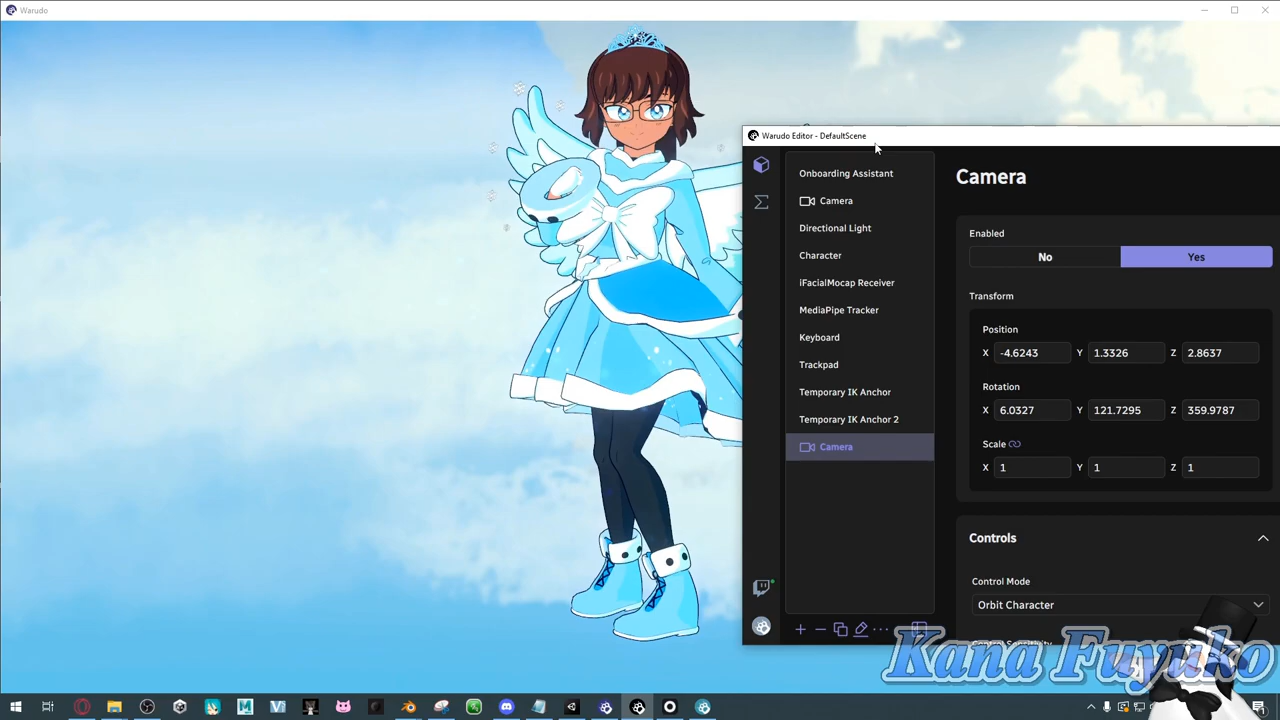 Warudo
Warudo Editor - DefaultScene
Onboarding Assistant
Camera
Directional Light
Character
iFacialMocap Receiver
MediaPipe Tracker
Keyboard
Trackpad
Temporary IK Anchor
Temporary IK Anchor 2
Camera
Camera
Enabled
No Yes
Transform
Position
X -4.6243 Y 1.3326 Z 2.8637
Rotation
X 6.0327 Y 121.7295 Z 359.9787
Scale
X 1 Y 1 Z 1
Controls
Control Mode
Orbit Character
Control Sensitivity
Kana Fuyuko